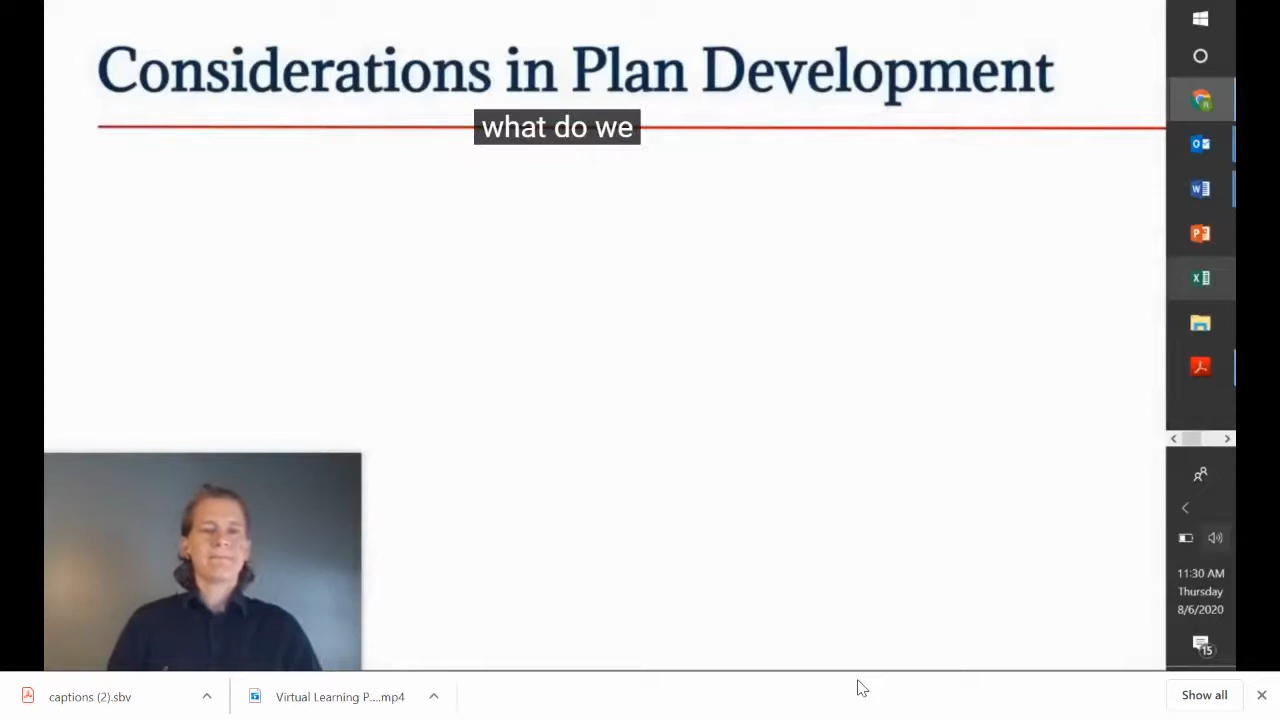 Considerations in Plan Development
what do we
11:30 AM
Thursday
8/6/2020
15
captions (2).sbv
Virtual Learning P....mp4
Show all